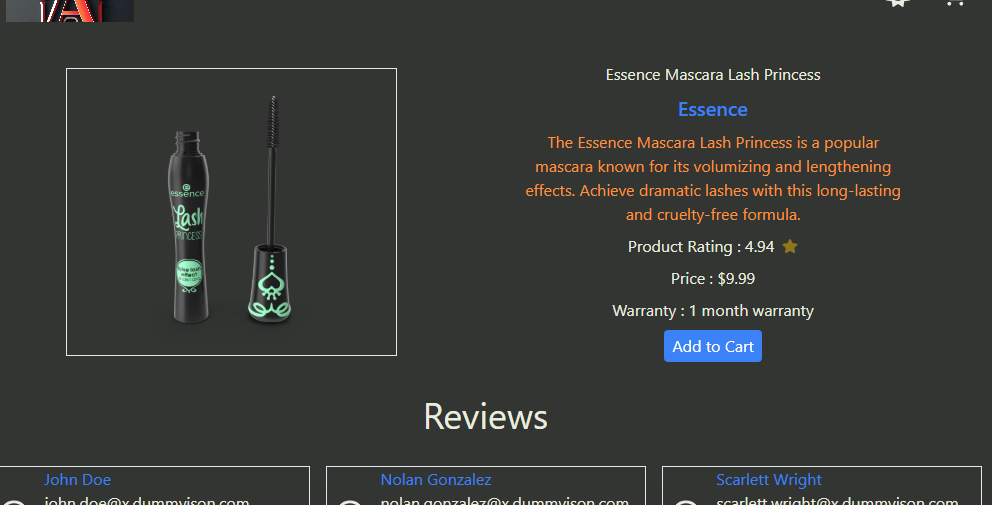 Essence Mascara Lash Princess
Essence
The Essence Mascara Lash Princess is a popular
mascara known for its volumizing and lengthening
effects. Achieve dramatic lashes with this long-lasting
and cruelty-free formula.
Product Rating : 4.94
Price : $9.99
Warranty : 1 month warranty
Add to Cart
essence
Lash
PRINCESS
false lash
effect
Reviews
John Doe
john.doe@x.dummyjson.com
Nolan Gonzalez
nolan.gonzalez@x.dummyjson.com
Scarlett Wright
scarlett.wright@x.dummyjson.com